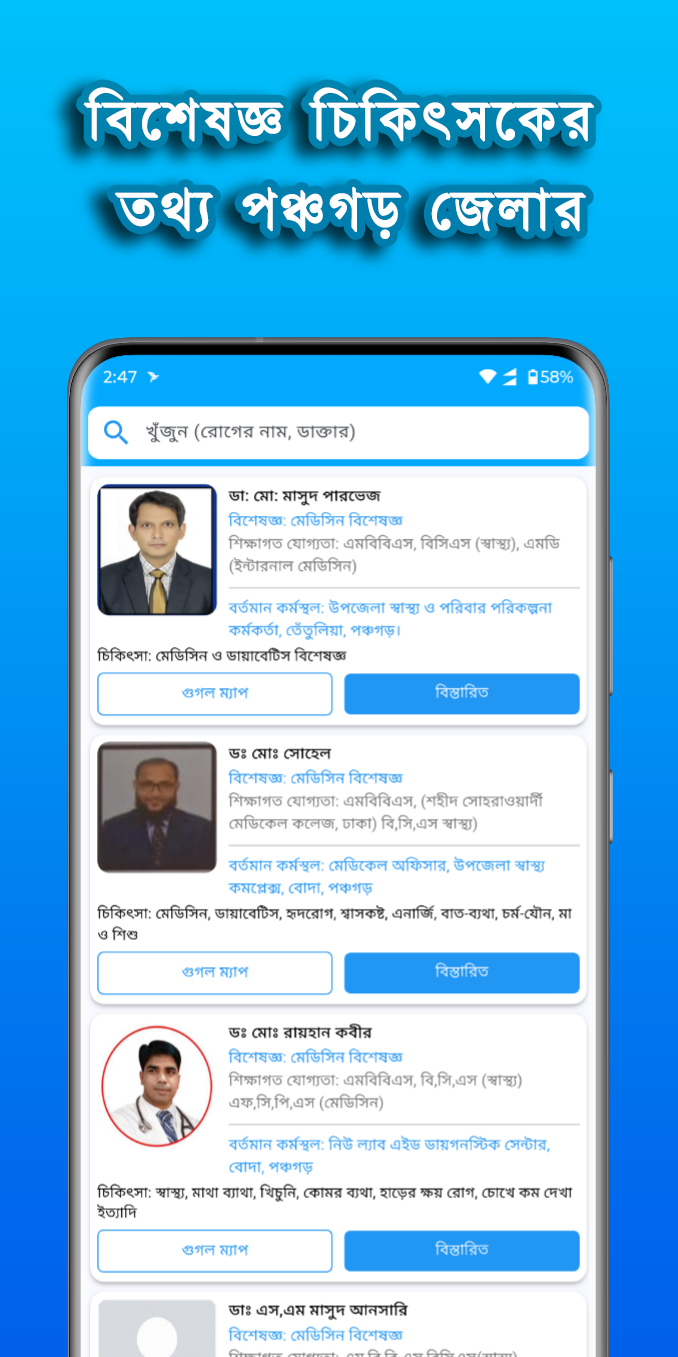 বিশেষজ্ঞ চিকিৎসকের
তথ্য পঞ্চগড় জেলার
2:47
58%
খুঁজুন (রোগের নাম, ডাক্তার)
ডা: মো: মাসুদ পারভেজ
বিশেষজ্ঞ: মেডিসিন বিশেষজ্ঞ
শিক্ষাগত যোগ্যতা: এমবিবিএস, বিসিএস (স্বাস্থ্য), এমডি
(ইন্টারনাল মেডিসিন)
বর্তমান কর্মস্থল: উপজেলা স্বাস্থ্য ও পরিবার পরিকল্পনা
কর্মকর্তা, তেঁতুলিয়া, পঞ্চগড়।
চিকিৎসা: মেডিসিন ও ডায়াবেটিস বিশেষজ্ঞ
গুগল ম্যাপ
বিস্তারিত
ডঃ মোঃ সোহেল
বিশেষজ্ঞ: মেডিসিন বিশেষজ্ঞ
শিক্ষাগত যোগ্যতা: এমবিবিএস, (শহীদ সোহরাওয়ার্দী
মেডিকেল কলেজ, ঢাকা) বি,সি,এস স্বাস্থ্য)
বর্তমান কর্মস্থল: মেডিকেল অফিসার, উপজেলা স্বাস্থ্য
কমপ্লেক্স, বোদা, পঞ্চগড়
চিকিৎসা: মেডিসিন, ডায়াবেটিস, হৃদরোগ, শ্বাসকষ্ট, এনার্জি, বাত-ব্যথা, চর্ম-যৌন, মা
ও শিশু
গুগল ম্যাপ
বিস্তারিত
ডঃ মোঃ রায়হান কবীর
বিশেষজ্ঞ: মেডিসিন বিশেষজ্ঞ
শিক্ষাগত যোগ্যতা: এমবিবিএস, বি,সি,এস (স্বাস্থ্য)
এফ,সি,পি,এস (মেডিসিন)
বর্তমান কর্মস্থল: নিউ ল্যাব এইড ডায়গনস্টিক সেন্টার,
বোদা, পঞ্চগড়
চিকিৎসা: স্বাস্থ্য, মাথা ব্যাথা, খিচুনি, কোমর ব্যথা, হাড়ের ক্ষয় রোগ, চোখে কম দেখা
ইত্যাদি
গুগল ম্যাপ
বিস্তারিত
ডাঃ এস,এম মাসুদ আনসারি
বিশেষজ্ঞ: মেডিসিন বিশেষজ্ঞ